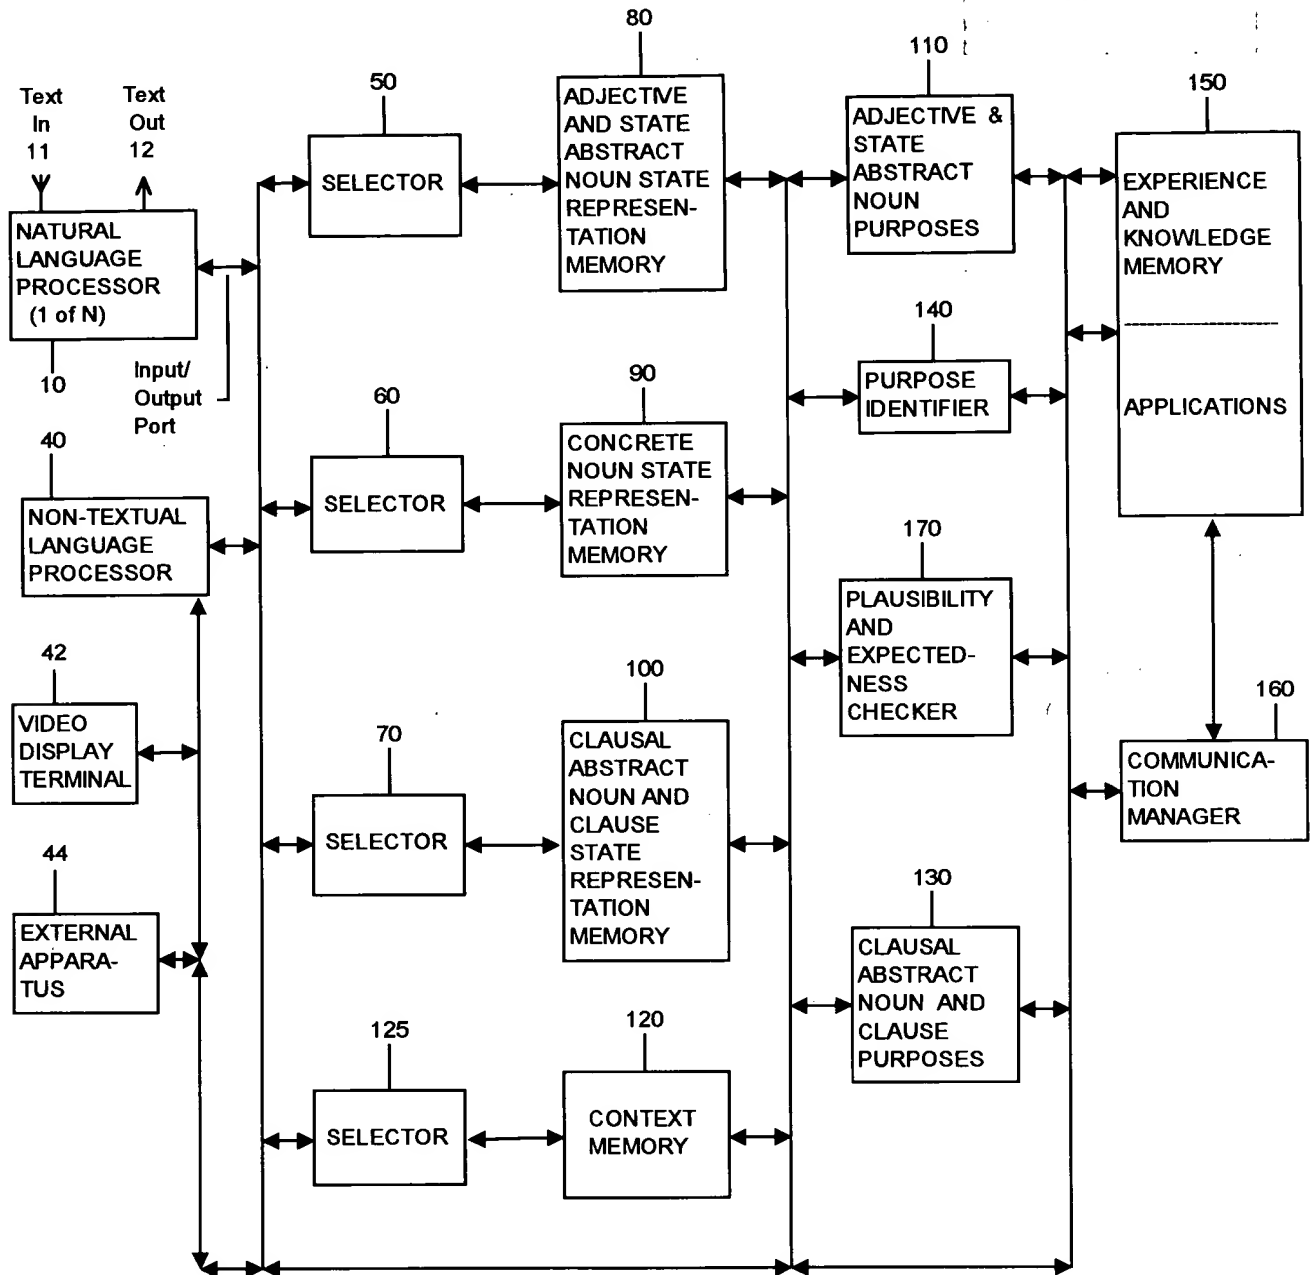 80
110
150
50
Text
In
11
Text
Out
12
ADJECTIVE
AND STATE
ABSTRACT
NOUN STATE
REPRESEN-
TATION
MEMORY
ADJECTIVE &
STATE
ABSTRACT
NOUN
PURPOSES
EXPERIENCE
AND
KNOWLEDGE
MEMORY
APPLICATIONS
SELECTOR
NATURAL
LANGUAGE
PROCESSOR
(1 of N)
10
Input/
Output
Port
140
PURPOSE
IDENTIFIER
60
90
SELECTOR
CONCRETE
NOUN STATE
REPRESEN-
TATION
MEMORY
40
NON-TEXTUAL
LANGUAGE
PROCESSOR
170
PLAUSIBILITY
AND
EXPECTED-
NESS
CHECKER
42
VIDEO
DISPLAY
TERMINAL
70
100
SELECTOR
CLAUSAL
ABSTRACT
NOUN AND
CLAUSE
STATE
REPRESEN-
TATION
MEMORY
160
COMMUNICA-
TION
MANAGER
44
EXTERNAL
APPARA-
TUS
130
CLAUSAL
ABSTRACT
NOUN AND
CLAUSE
PURPOSES
125
120
SELECTOR
CONTEXT
MEMORY